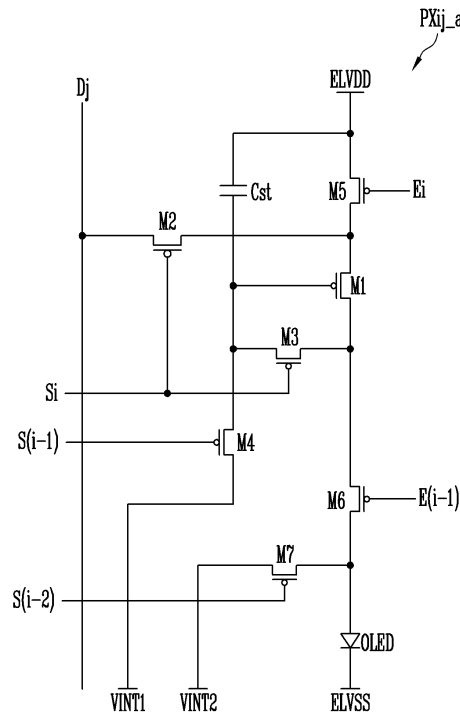 PXij_a
Dj
ELVDD
Cst
M5
Ei
M2
M1
M3
Si
S(i-1)
M4
M6
E(i-1)
M7
S(i-2)
OLED
VINT1
VINT2
ELVSS